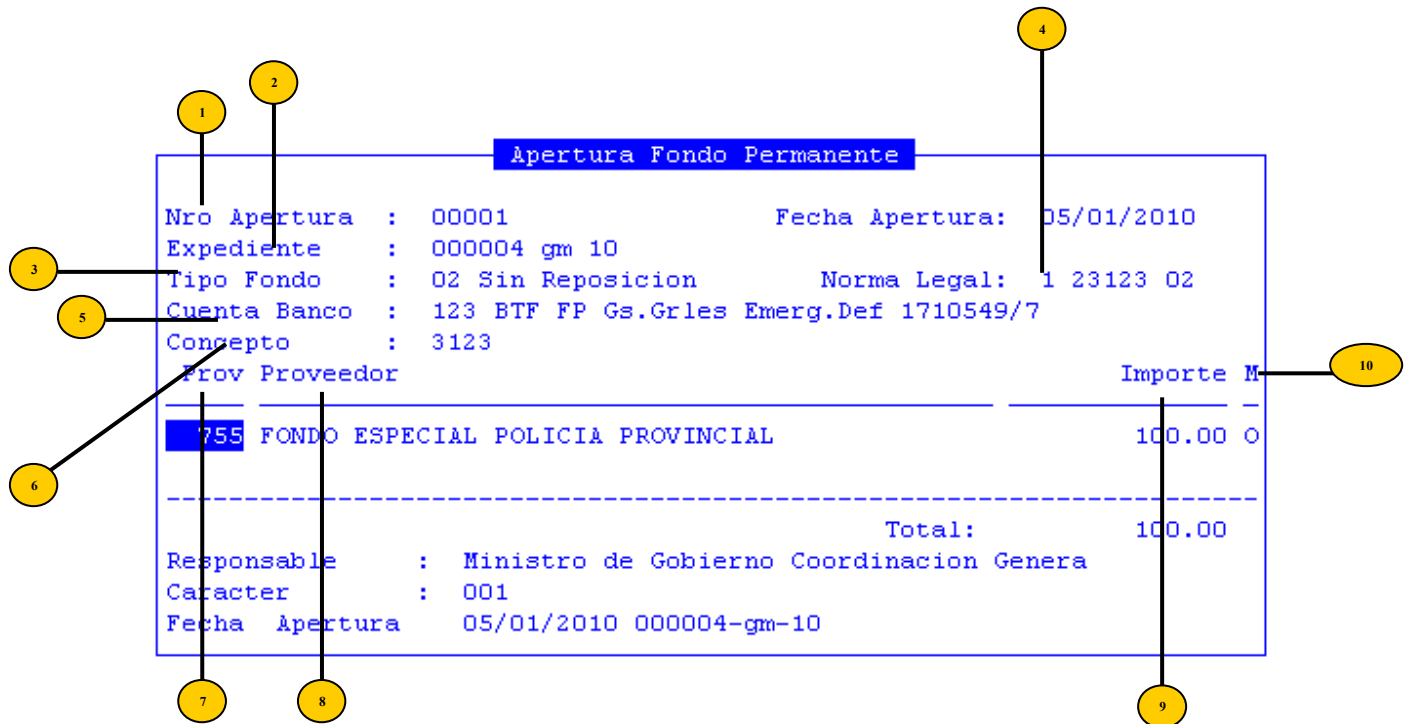 4
2
1
Apertura Fondo Permanente
Nro Apertura : 00001 Fecha Apertura: 05/01/2010
Expediente : 000004 gm 10
3
Tipo Fondo : 02 Sin Reposicion Norma Legal: 1 23123 02
Cuenta Banco : 123 BTF FP Gs.Grles Emerg.Def 1710549/7
5
Concepto : 3123
Prov Proveedor Importe M
10
755 FONDO ESPECIAL POLICIA PROVINCIAL 100.00 O
6
Total: 100.00
Responsable : Ministro de Gobierno Coordinacion Genera
Caracter : 001
Fecha Apertura 05/01/2010 000004-gm-10
7
8
9